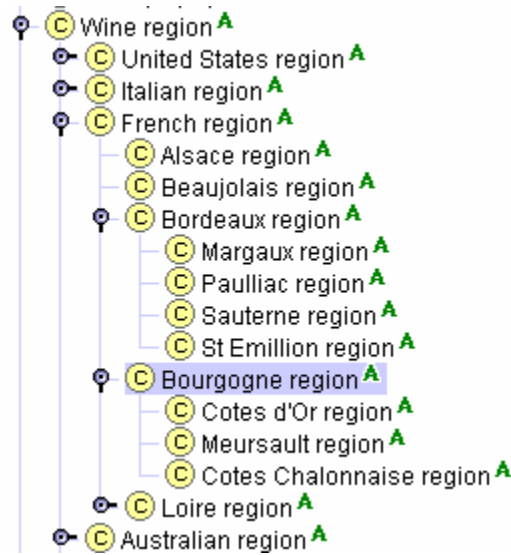 C Wine region A
C United States region A
C Italian region A
C French region A
C Alsace region A
C Beaujolais region A
C Bordeaux region A
C Margaux region A
C Paulliac region A
C Sauterne region A
C St Emillion region A
C Bourgogne region A
C Cotes d'Or region A
C Meursault region A
C Cotes Chalonnaise region A
C Loire region A
C Australian region A